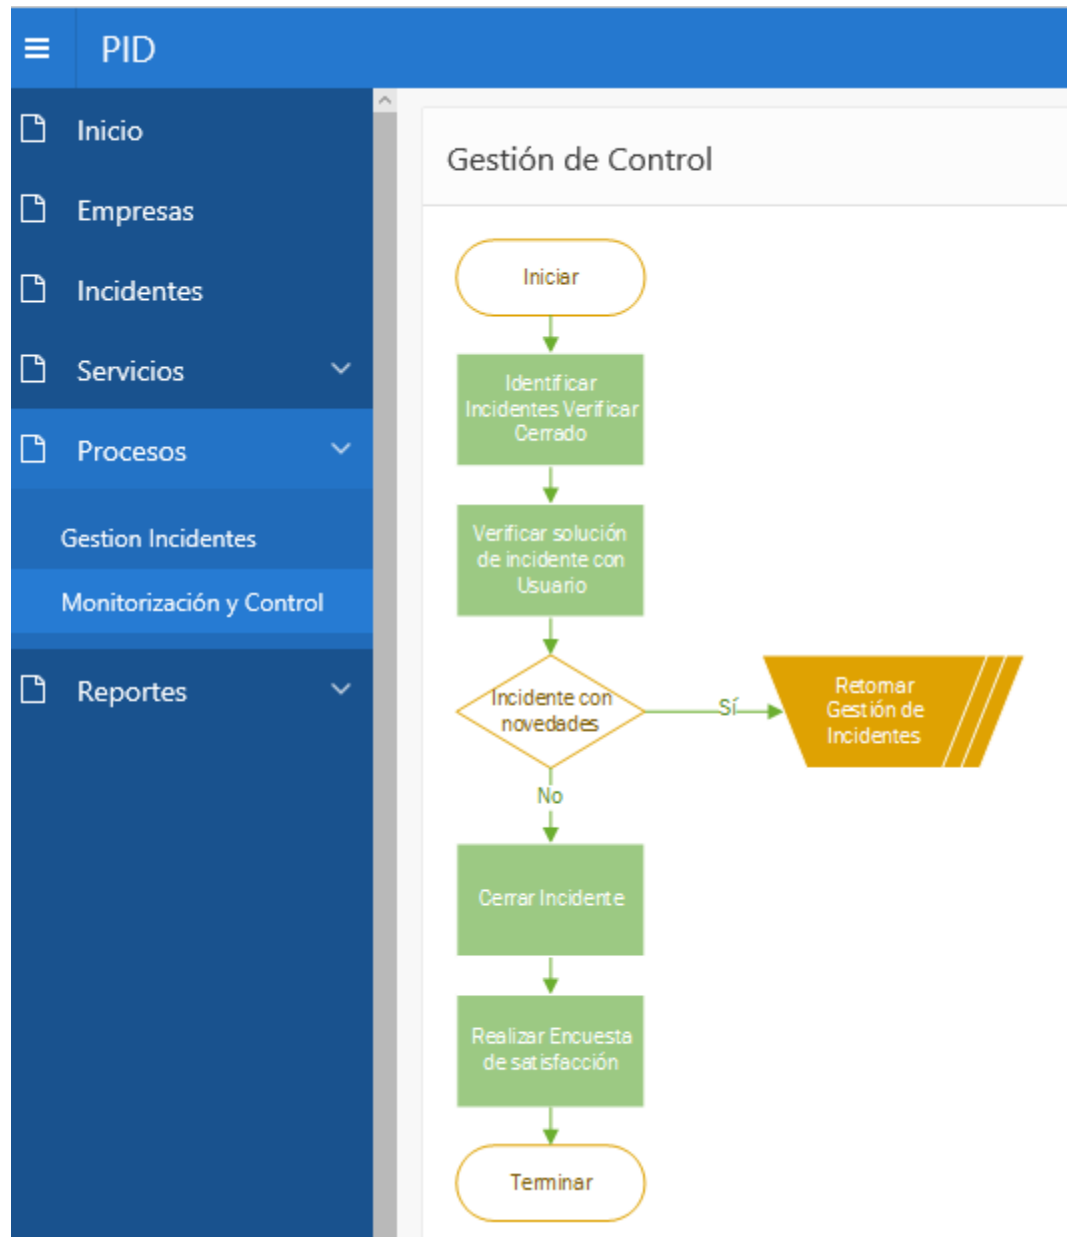 PID
Inicio
Empresas
Incidentes
Servicios
Procesos
Gestion Incidentes
Monitorización y Control
Reportes
Gestión de Control
Iniciar
Identificar
Incidentes Verificar
Cerrado
Verificar solución
de incidente con
Usuario
Incidente con
novedades
Sí
Retornar
Gestión de
Incidentes
No
Cerrar Incidente
Realizar Encuesta
de satisfacción
Terminar